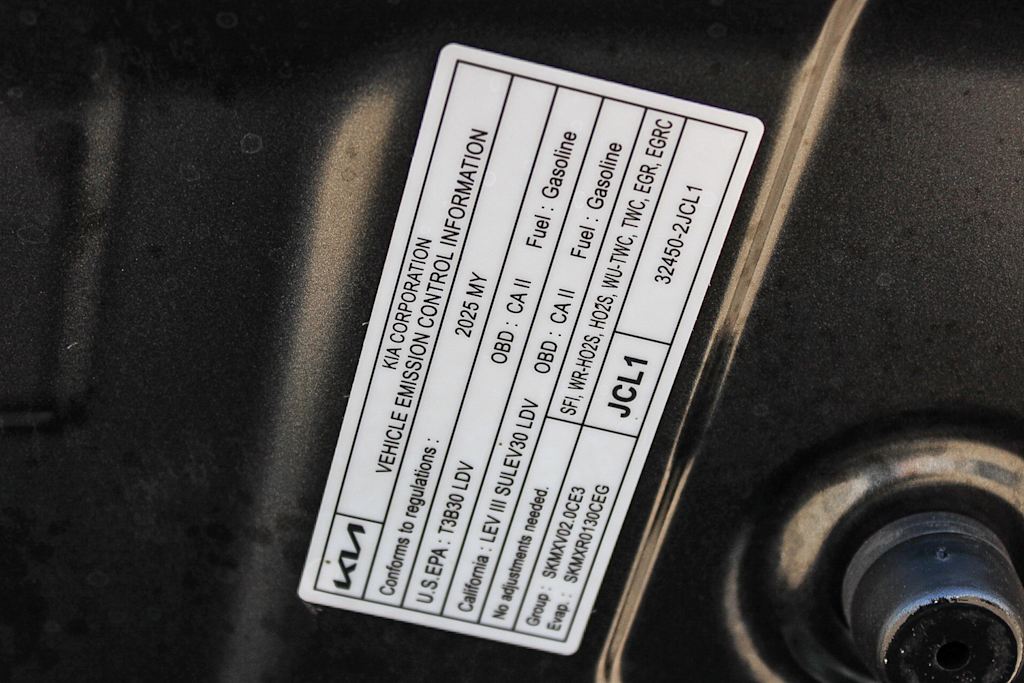 KIA
KIA CORPORATION
VEHICLE EMISSION CONTROL INFORMATION
Conforms to regulations : 2025 MY
U.S.EPA : T3B30 LDV OBD : CA II Fuel : Gasoline
California : LEV III SULEV30 LDV OBD : CA II Fuel : Gasoline
No adjustments needed.
Group : SKMXV02.0CE3
Evap. : SKMXR0130CEG
SFI, WR-HO2S, HO2S, WU-TWC, TWC, EGR, EGRC
JCL1
32450-2JCL1